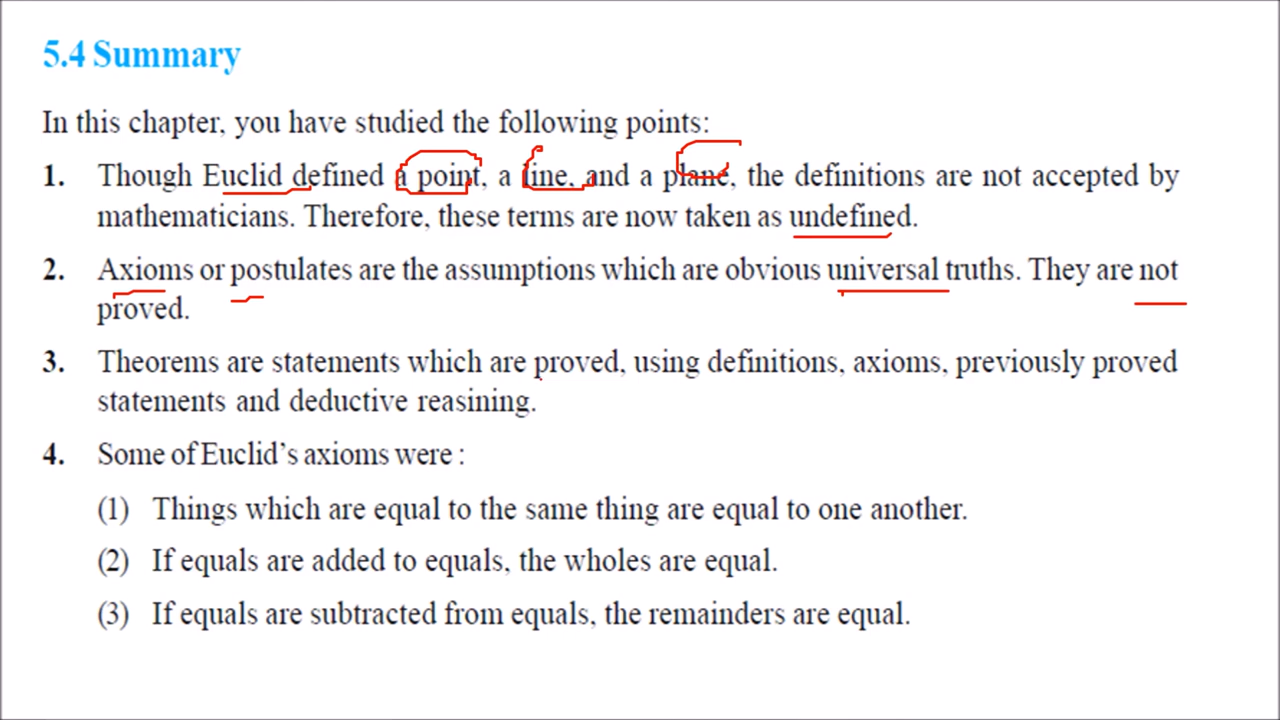 5.4 Summary
In this chapter, you have studied the following points:
1. Though Euclid defined a point, a line, and a plane, the definitions are not accepted by
mathematicians. Therefore, these terms are now taken as undefined.
2. Axioms or postulates are the assumptions which are obvious universal truths. They are not
proved.
3. Theorems are statements which are proved, using definitions, axioms, previously proved
statements and deductive reasining.
4. Some of Euclid's axioms were :
(1) Things which are equal to the same thing are equal to one another.
(2) If equals are added to equals, the wholes are equal.
(3) If equals are subtracted from equals, the remainders are equal.